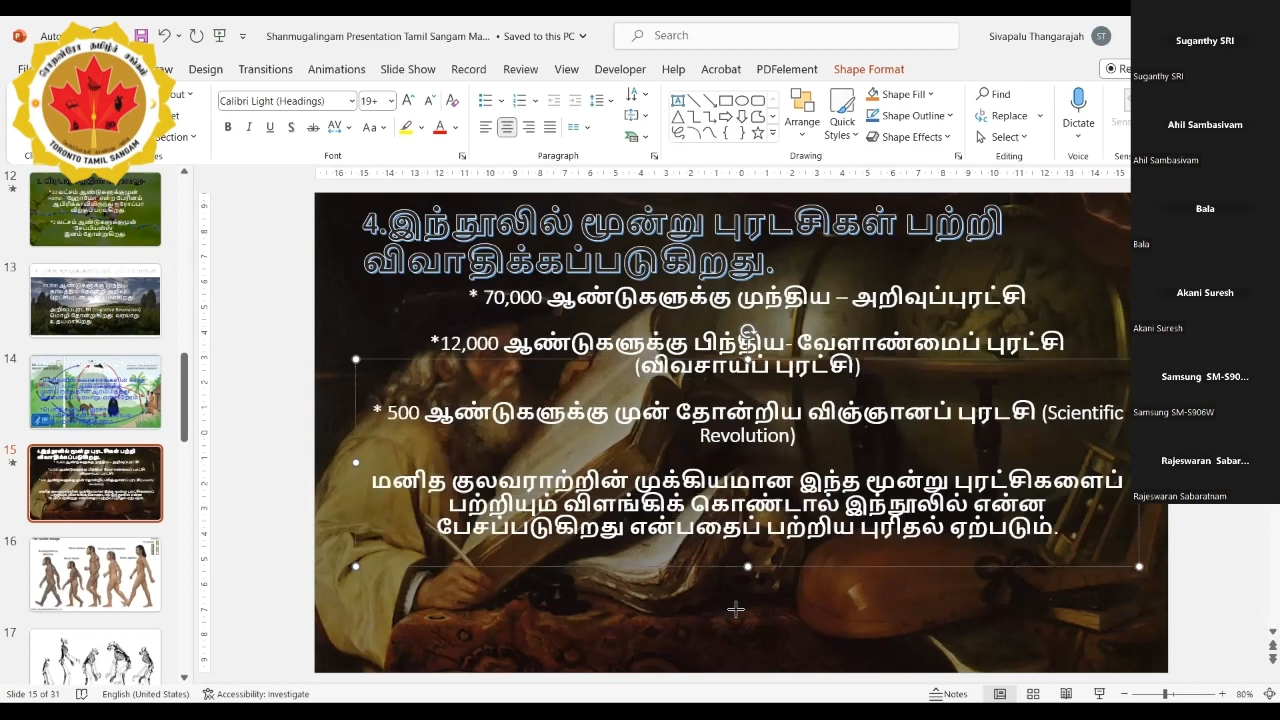 Shanmugalingam Presentation Tamil Sangam Ma... • Saved to this PC
Search
Sivapalu Thangarajah ST
Design Transitions Animations Slide Show Record Review View Developer Help Acrobat PDFelement Shape Format
Calibri Light (Headings) 19+
Shape Fill
Shape Outline
Shape Effects
Arrange
Quick Styles
Find
Replace
Select
Dictate
Font Paragraph Drawing Editing Voice
TORONTO TAMIL SANGAM
12
13
14
15
16
17
4.இந்நூலில் மூன்று புரட்சிகள் பற்றி
விவாதிக்கப்படுகிறது.
* 70,000 ஆண்டுகளுக்கு முந்திய – அறிவுப்புரட்சி
*12,000 ஆண்டுகளுக்கு பிந்திய- வேளாண்மைப் புரட்சி
(விவசாயப் புரட்சி)
* 500 ஆண்டுகளுக்கு முன் தோன்றிய விஞ்ஞானப் புரட்சி (Scientific
Revolution)
மனித குலவராற்றின் முக்கியமான இந்த மூன்று புரட்சிகளைப்
பற்றியும் விளங்கிக் கொண்டால் இந்நூலில் என்ன
பேசப்படுகிறது என்பதைப் பற்றிய புரிதல் ஏற்படும்.
Suganthy SRI
Suganthy SRI
Ahil Sambasivam
Ahil Sambasivam
Bala
Bala
Akani Suresh
Akani Suresh
Samsung SM-S90...
Samsung SM-S906W
Rajeswaran Sabar...
Rajeswaran Sabaratnam
Slide 15 of 31 English (United States) Accessibility: Investigate Notes 80%